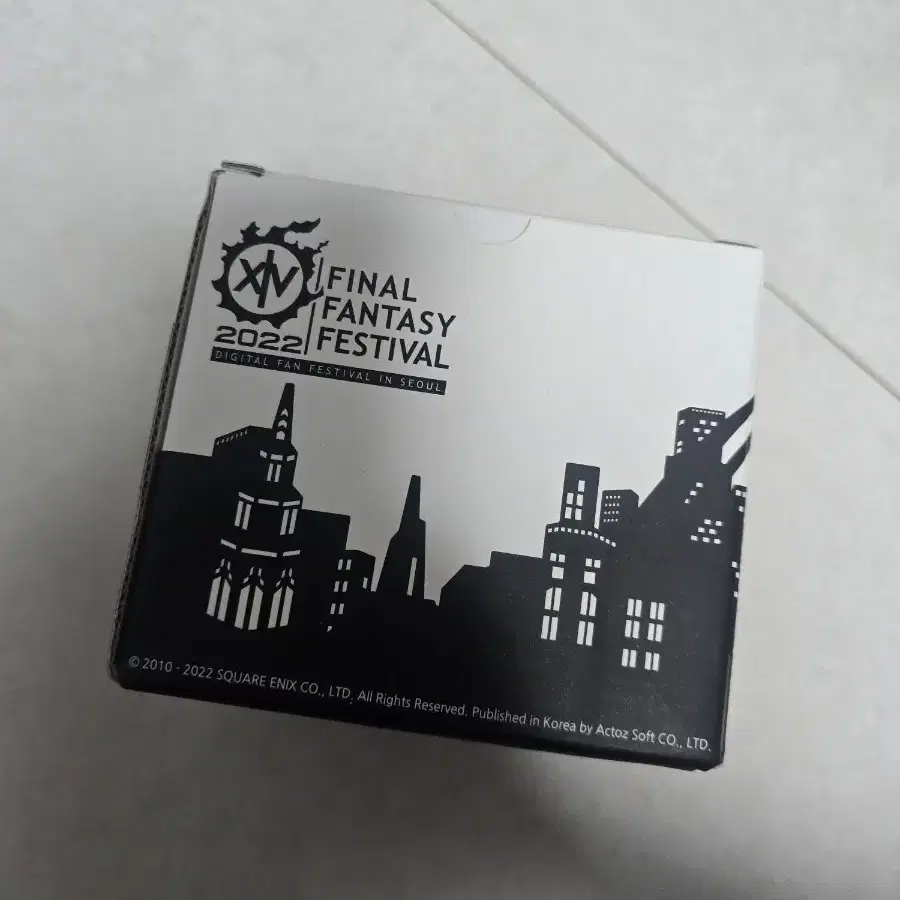 XIV
FINAL
FANTASY
2022 FESTIVAL
DIGITAL FAN FESTIVAL IN SEOUL
© 2010 - 2022 SQUARE ENIX CO., LTD. All Rights Reserved. Published in Korea by Actoz Soft CO., LTD.